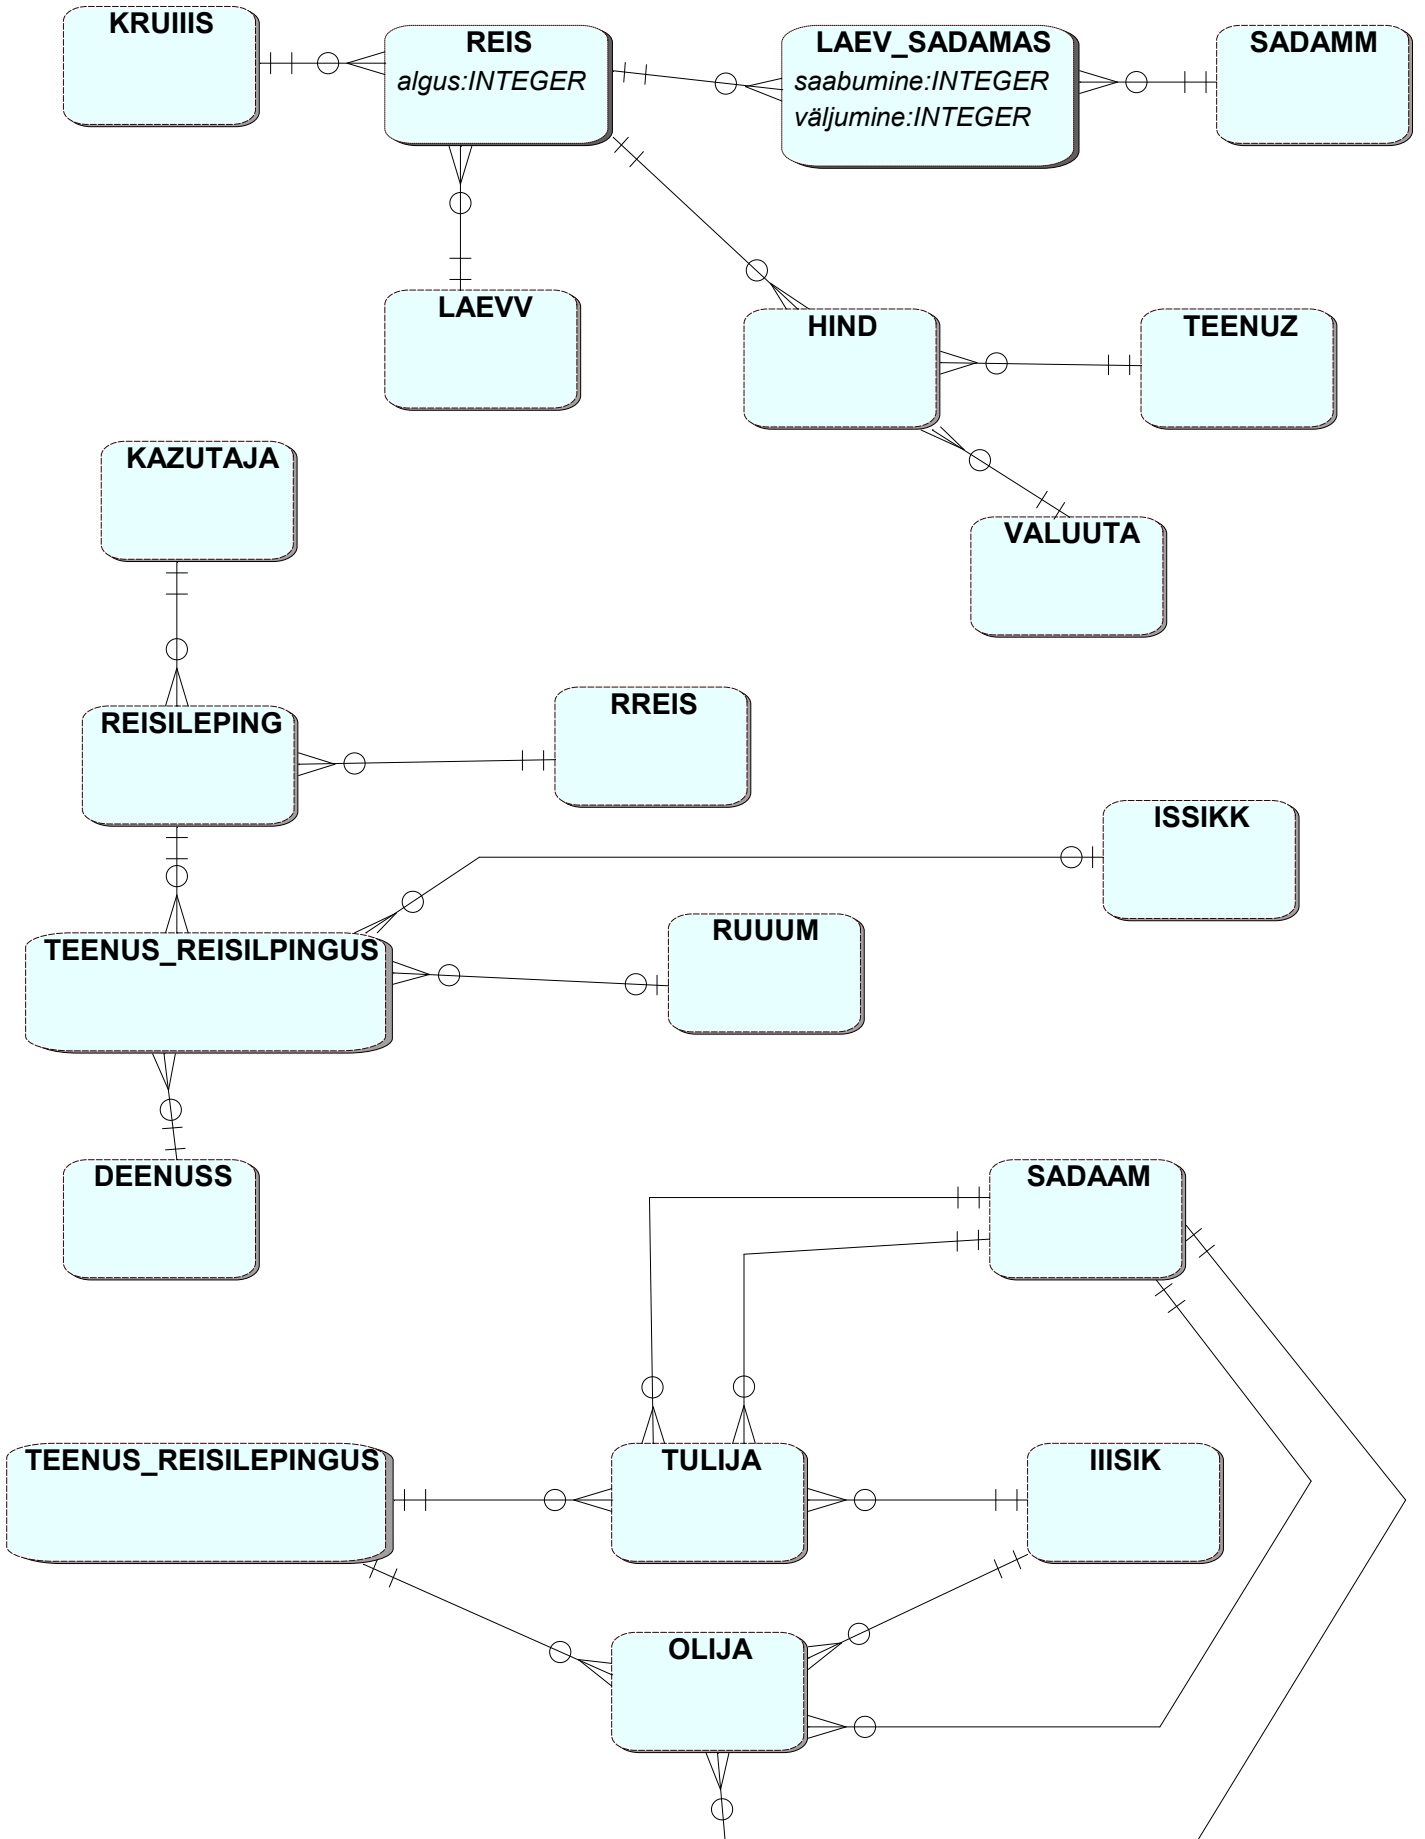 KRUIIIS
REIS
algus:INTEGER
LAEV_SADAMAS
saabumine:INTEGER
väljumine:INTEGER
SADAMM
LAEVV
HIND
TEENUZ
KAZUTAJA
VALUUTA
REISILEPING
RREIS
ISSIKK
TEENUS_REISILPINGUS
RUUUM
DEENUSS
SADAAM
TEENUS_REISILEPINGUS
TULIJA
IIISIK
OLIJA